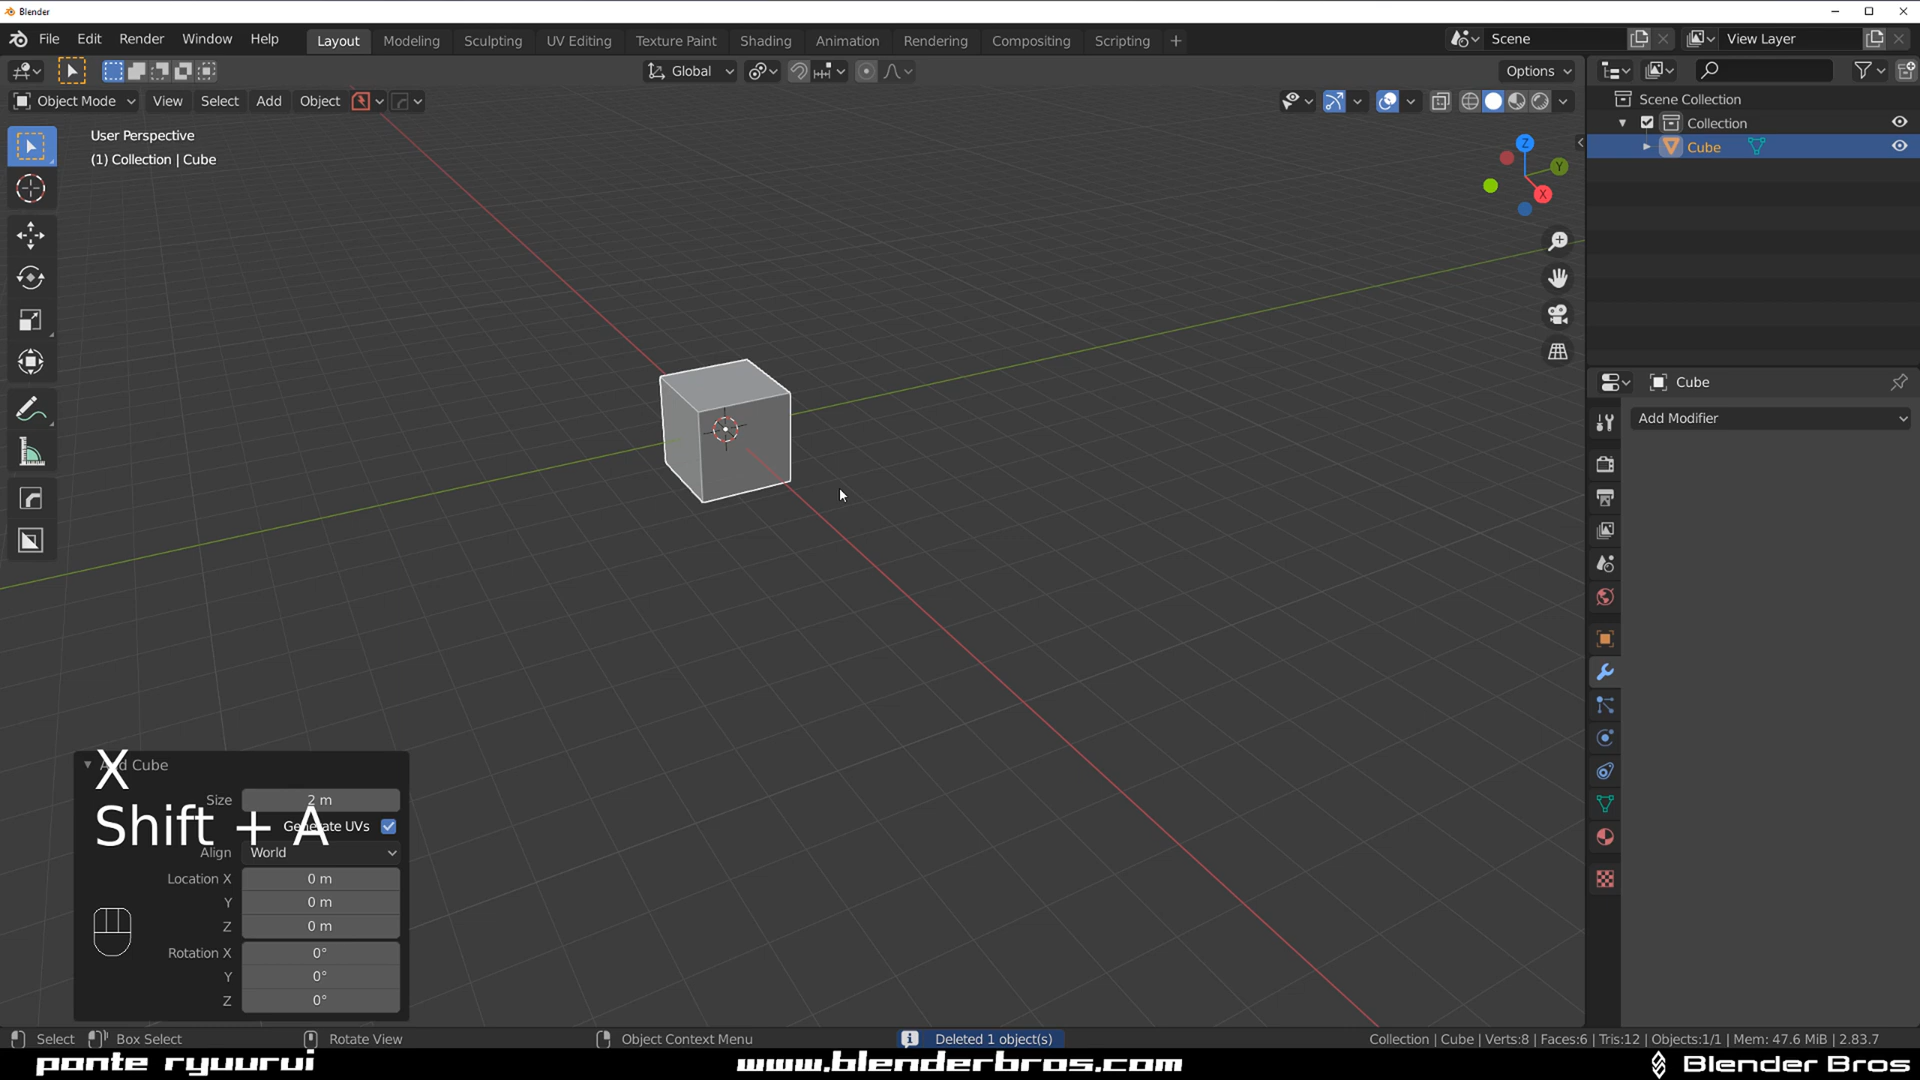 Blender
File Edit Render Window Help Layout Modeling Sculpting UV Editing Texture Paint Shading Animation Rendering Compositing Scripting + Scene View Layer
Global Options
Object Mode View Select Add Object
User Perspective
(1) Collection | Cube
Z
Y
X
Scene Collection
Collection
Cube
Cube
Add Modifier
X
Add Cube
Size 2 m
Shift + A
Generate UVs
Align World
Location X 0 m
Y 0 m
Z 0 m
Rotation X 0°
Y 0°
Z 0°
Select Box Select Rotate View Object Context Menu Deleted 1 object(s) Collection | Cube | Verts:8 | Faces:6 | Tris:12 | Objects:1/1 | Mem: 47.6 MiB | 2.83.7
ponte ryuurui www.blenderbros.com Blender Bros